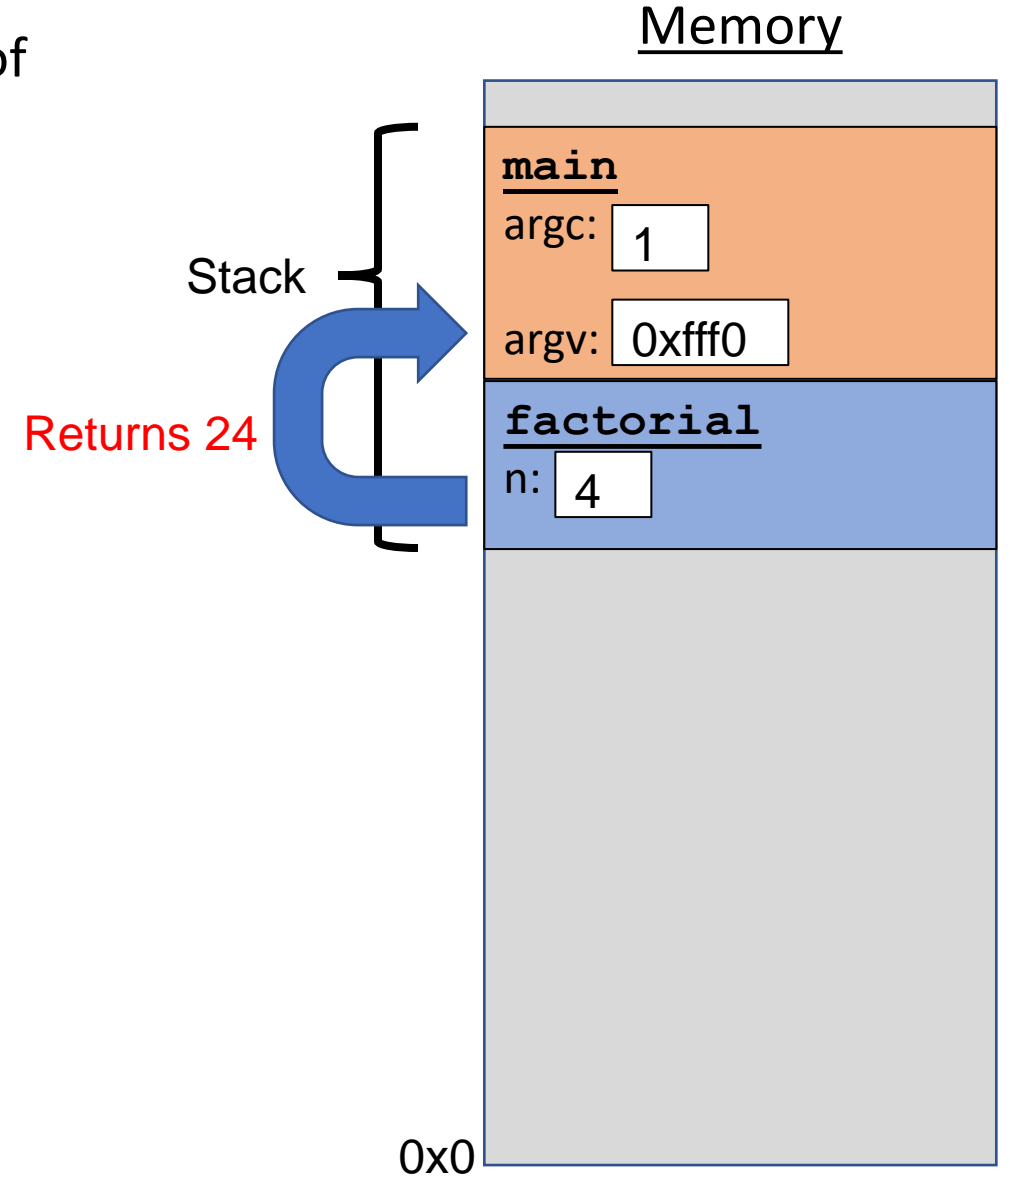 Memory
of
main
argc: 1
Stack
argv: 0xfff0
factorial
Returns 24
n: 4
0x0